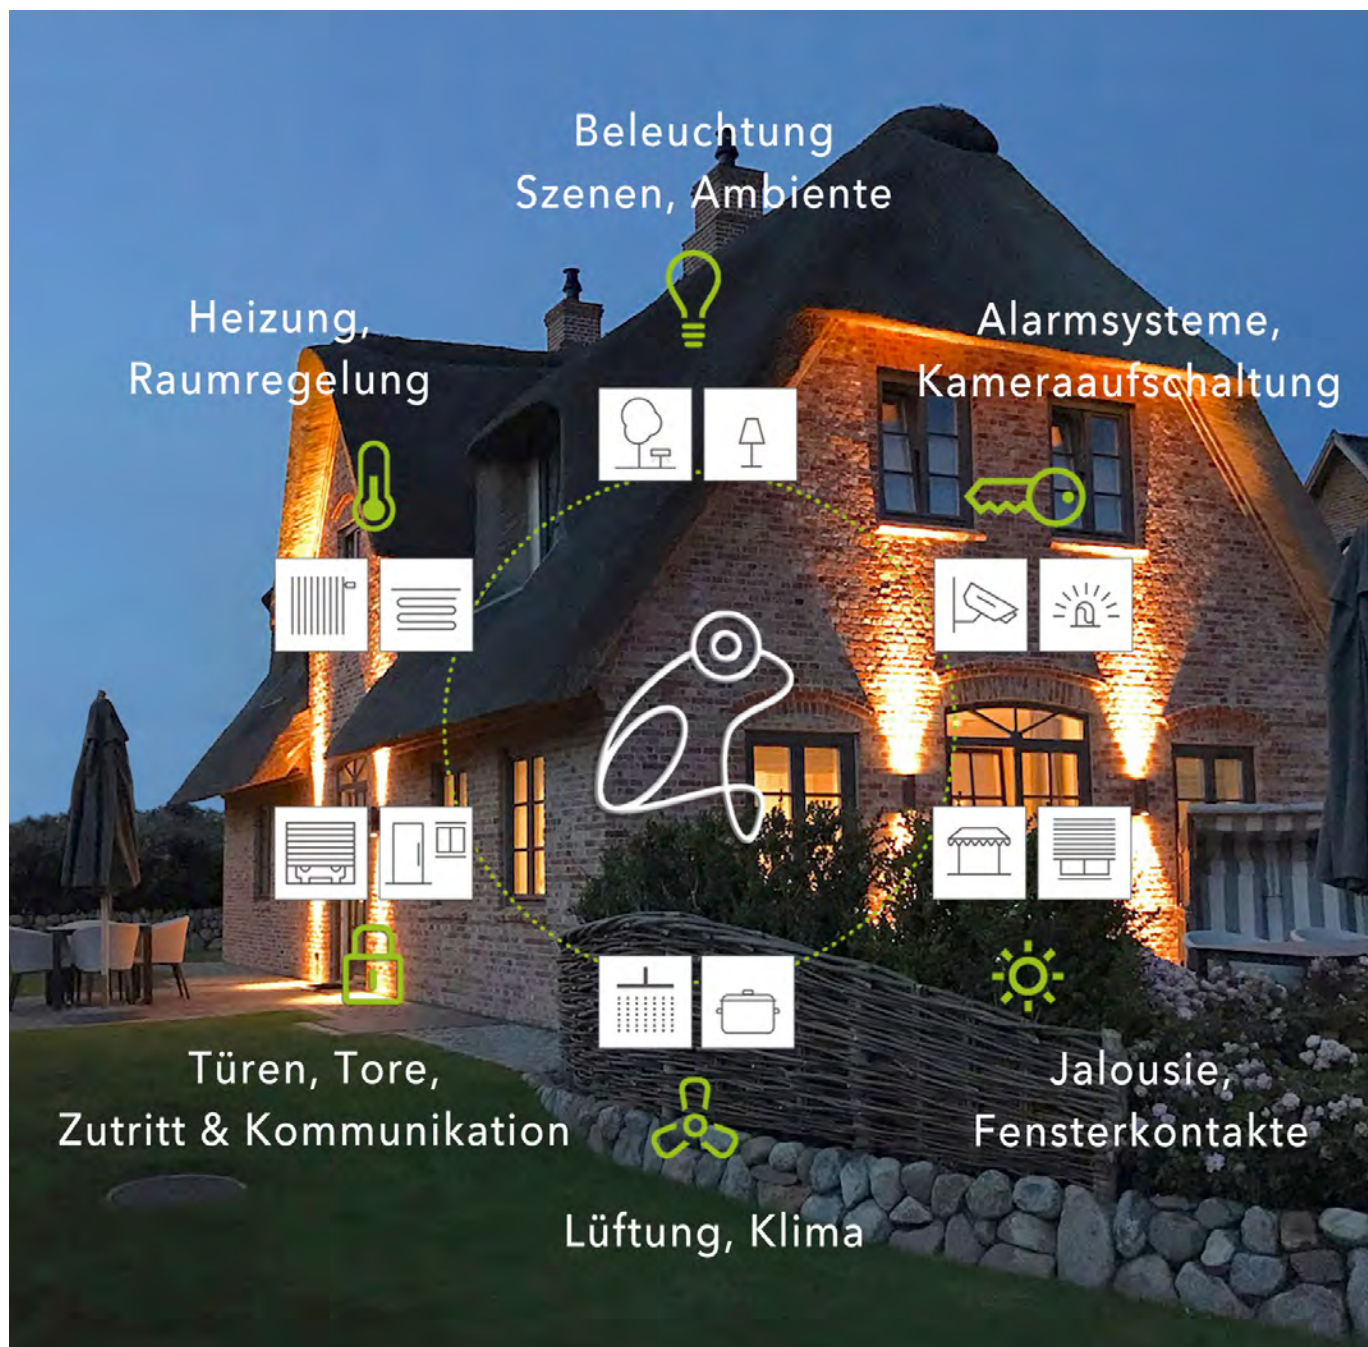 Beleuchtung
Szenen, Ambiente
Heizung,
Raumregelung
Alarmsysteme,
Kameraaufschaltung
Türen, Tore,
Zutritt & Kommunikation
Jalousie,
Fensterkontakte
Lüftung, Klima